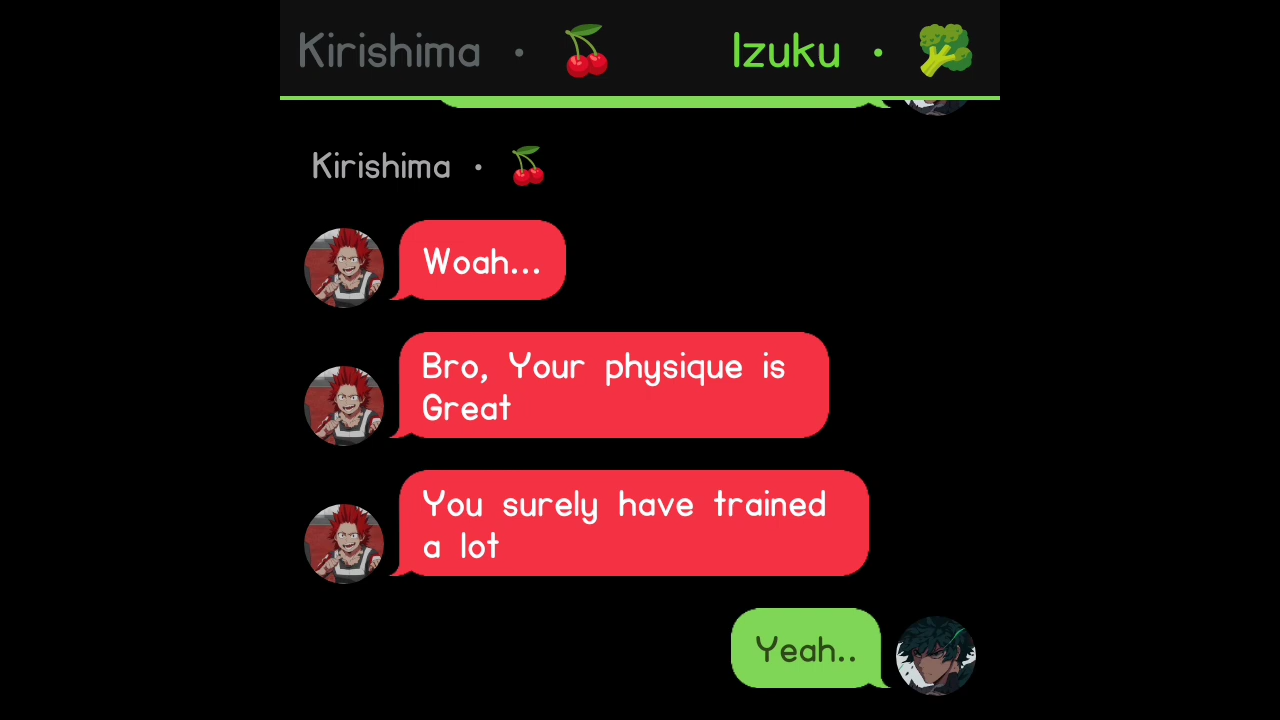 Kirishima • 🍒 Izuku • 🥦
Kirishima • 🍒
Woah...
Bro, Your physique is
Great
You surely have trained
a lot
Yeah..